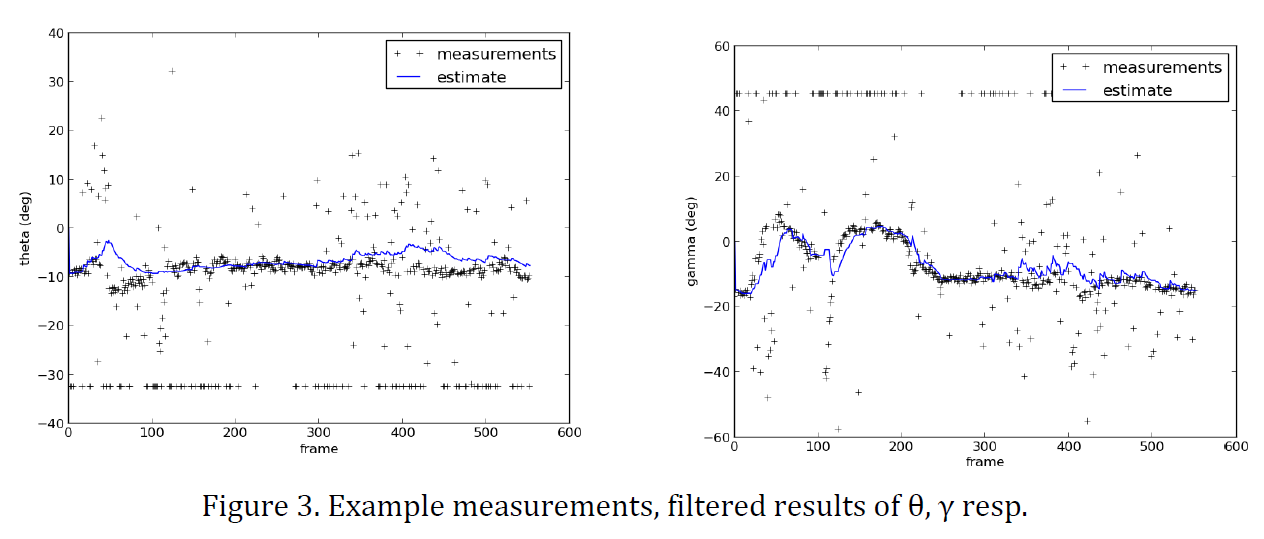 40
30
20
10
0
−10
−20
−30
−40
theta (deg)
0 100 200 300 400 500 600
frame
measurements
estimate
60
40
20
0
−20
−40
−60
gamma (deg)
0 100 200 300 400 500 600
frame
measurements
estimate
Figure 3. Example measurements, filtered results of θ, γ resp.